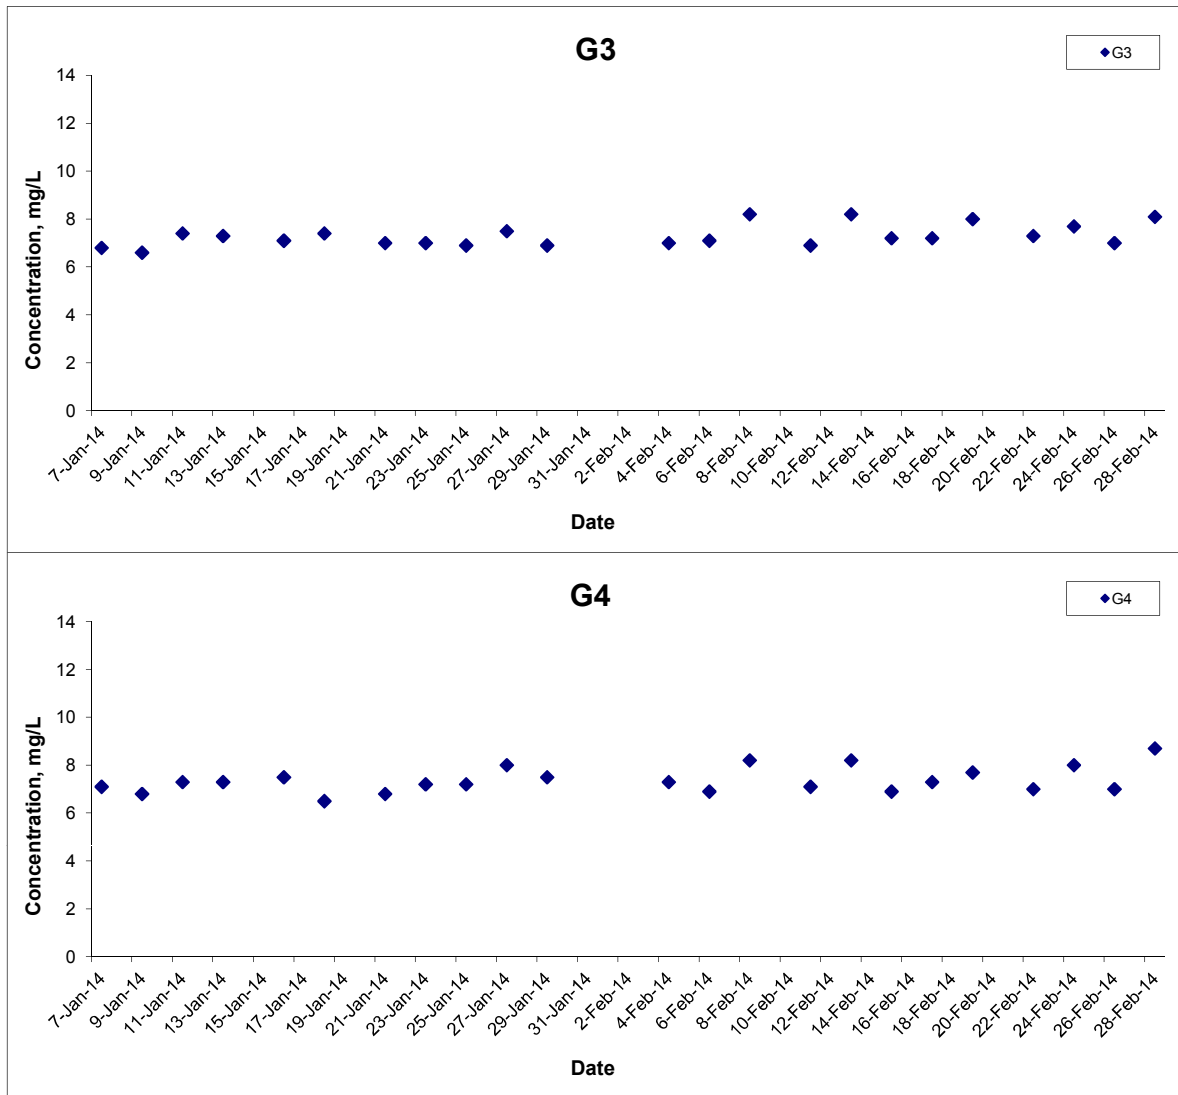 G3
G3
14
12
10
8
6
4
2
0
Concentration, mg/L
7-Jan-14
9-Jan-14
11-Jan-14
13-Jan-14
15-Jan-14
17-Jan-14
19-Jan-14
21-Jan-14
23-Jan-14
25-Jan-14
27-Jan-14
29-Jan-14
31-Jan-14
2-Feb-14
4-Feb-14
6-Feb-14
8-Feb-14
10-Feb-14
12-Feb-14
14-Feb-14
16-Feb-14
18-Feb-14
20-Feb-14
22-Feb-14
24-Feb-14
26-Feb-14
28-Feb-14
Date
G4
G4
14
12
10
8
6
4
2
0
Concentration, mg/L
7-Jan-14
9-Jan-14
11-Jan-14
13-Jan-14
15-Jan-14
17-Jan-14
19-Jan-14
21-Jan-14
23-Jan-14
25-Jan-14
27-Jan-14
29-Jan-14
31-Jan-14
2-Feb-14
4-Feb-14
6-Feb-14
8-Feb-14
10-Feb-14
12-Feb-14
14-Feb-14
16-Feb-14
18-Feb-14
20-Feb-14
22-Feb-14
24-Feb-14
26-Feb-14
28-Feb-14
Date